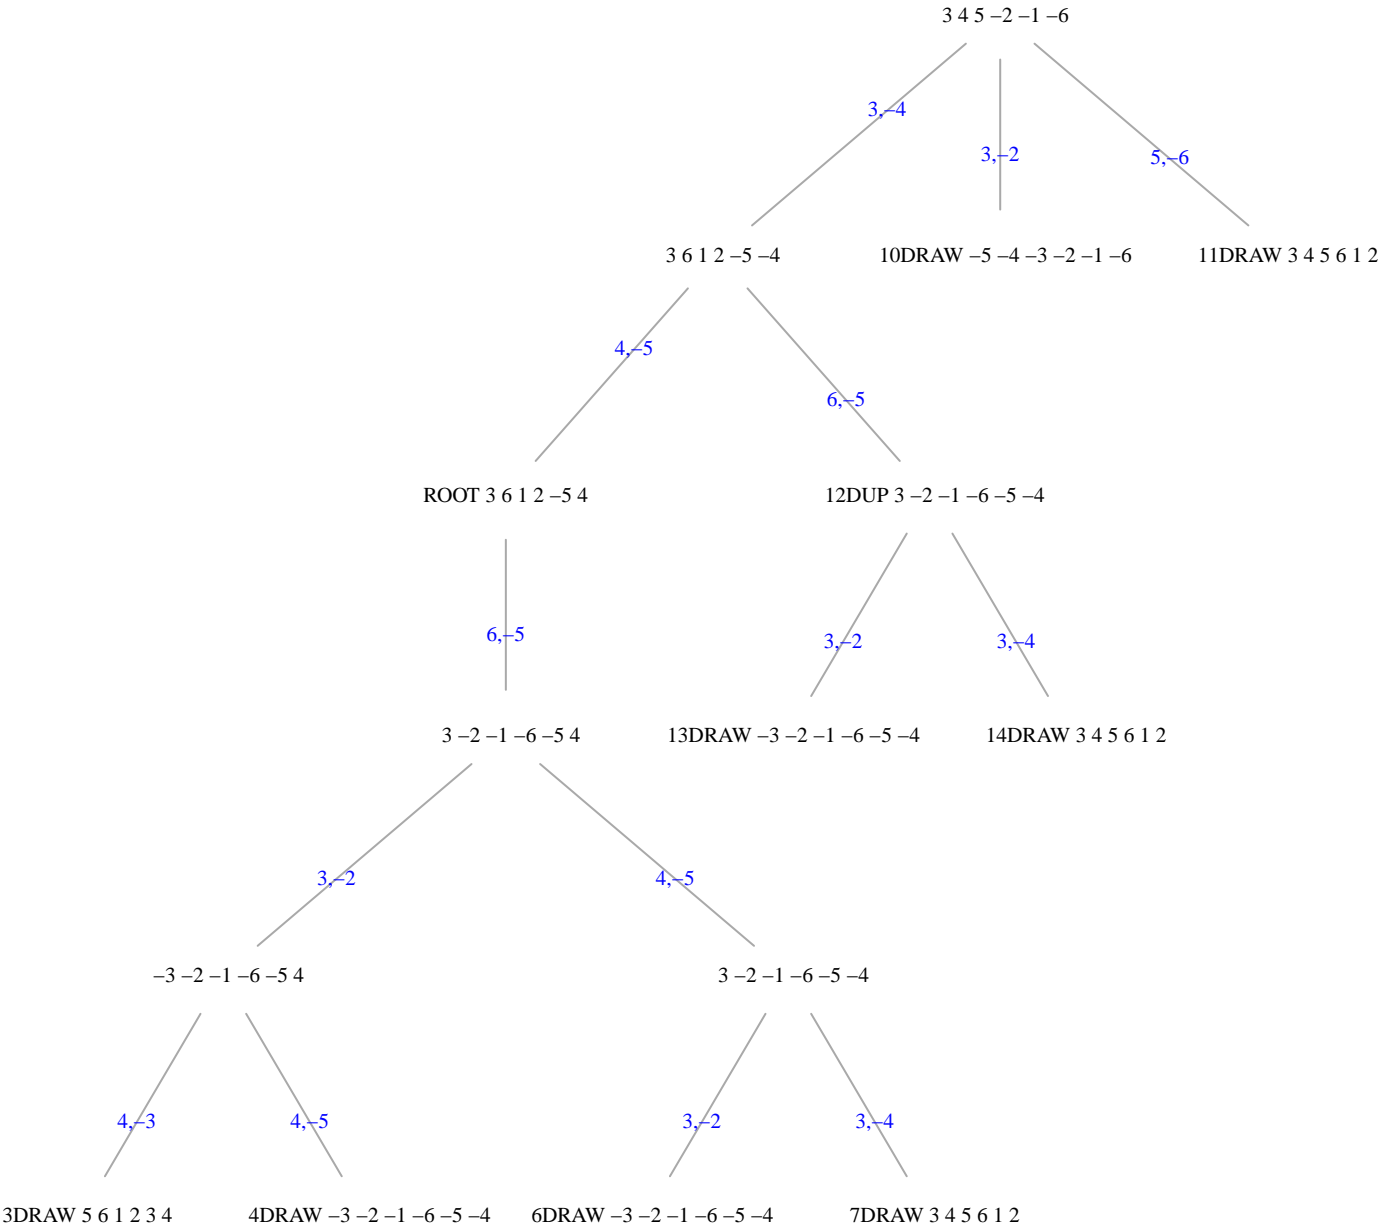 3 4 5 −2 −1 −6
3,−4
3,−2
5,−6
3 6 1 2 −5 −4
10DRAW −5 −4 −3 −2 −1 −6
11DRAW 3 4 5 6 1 2
4,−5
6,−5
ROOT 3 6 1 2 −5 4
12DUP 3 −2 −1 −6 −5 −4
6,−5
3,−2
3,−4
3 −2 −1 −6 −5 4
13DRAW −3 −2 −1 −6 −5 −4
14DRAW 3 4 5 6 1 2
3,−2
4,−5
−3 −2 −1 −6 −5 4
3 −2 −1 −6 −5 −4
4,−3
4,−5
3,−2
3,−4
3DRAW 5 6 1 2 3 4
4DRAW −3 −2 −1 −6 −5 −4
6DRAW −3 −2 −1 −6 −5 −4
7DRAW 3 4 5 6 1 2